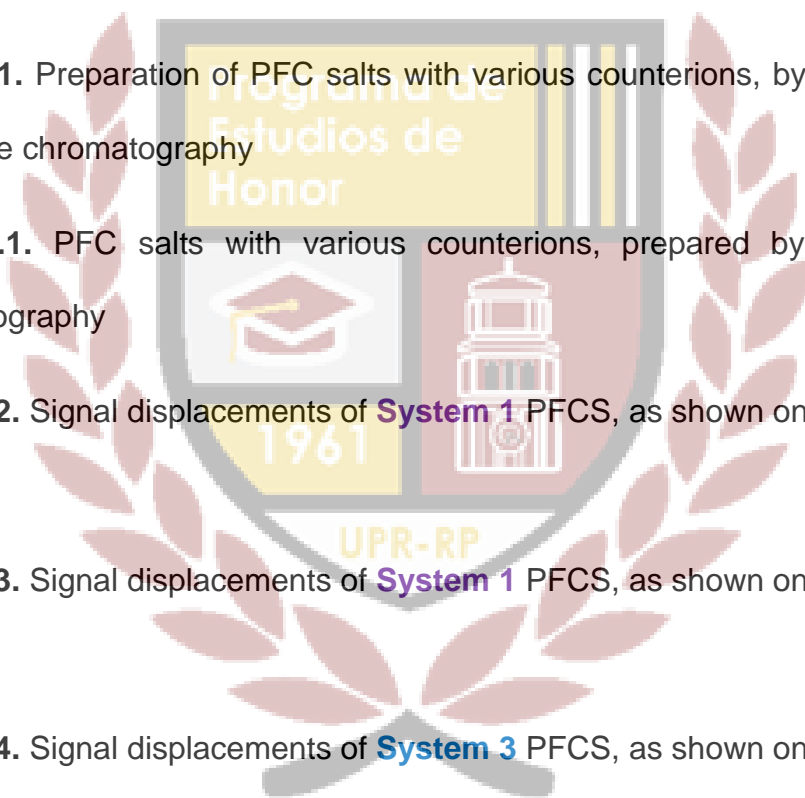 1. Preparation of PFC salts with various counterions, by
Programa de
e chromatography
Estudios de
Honor
.1. PFC salts with various counterions, prepared by
ography
2. Signal displacements of System 1 PFCS, as shown on
1961
UPR-RP
3. Signal displacements of System 1 PFCS, as shown on
4. Signal displacements of System 3 PFCS, as shown on